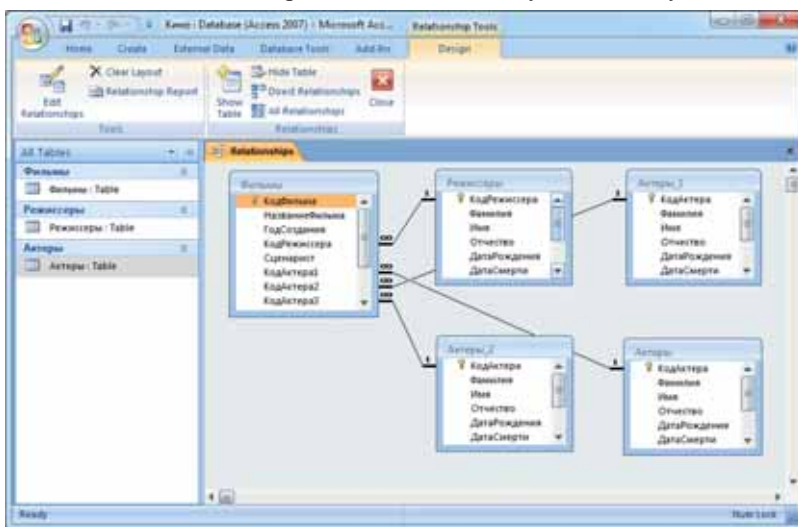 Кино : Database (Access 2007) - Microsoft Acc...
Relationship Tools
Home Create External Data Database Tools Add-Ins Design
Edit Relationships
Clear Layout
Relationship Report
Tools
Show Table
Hide Table
Direct Relationships
All Relationships
Close
Relationships
All Tables
Фильмы
Фильмы : Table
Режиссеры
Режиссеры : Table
Актеры
Актеры : Table
Relationships
Фильмы
КодФильма
НазваниеФильма
ГодСоздания
КодРежиссера
Сценарист
КодАктера1
КодАктера2
КодАктера3
Режиссеры
КодРежиссера
Фамилия
Имя
Отчество
ДатаРождения
ДатаСмерти
Актеры_1
КодАктера
Фамилия
Имя
Отчество
ДатаРождения
ДатаСмерти
Актеры_2
КодАктера
Фамилия
Имя
Отчество
ДатаРождения
ДатаСмерти
Актеры
КодАктера
Фамилия
Имя
Отчество
ДатаРождения
ДатаСмерти
1
∞
1
∞
∞
∞
1
1
Ready
Num Lock